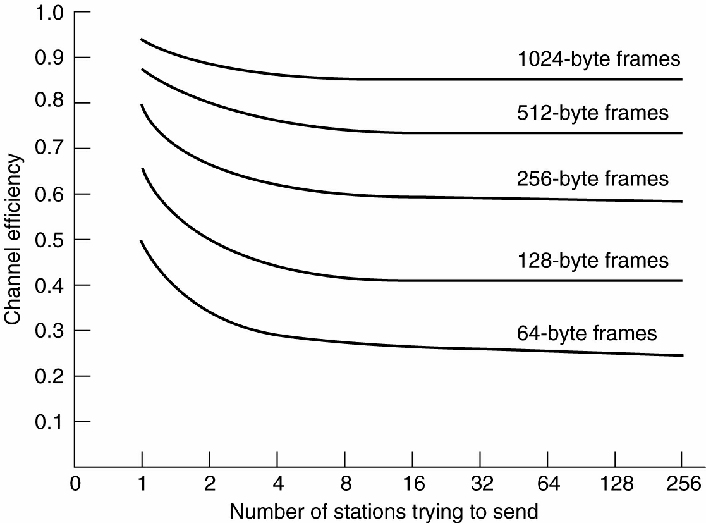 1.0
0.9
1024-byte frames
0.8
512-byte frames
0.7
256-byte frames
0.6
0.5
128-byte frames
0.4
64-byte frames
0.3
0.2
0.1
Channel efficiency
0 1 2 4 8 16 32 64 128 256
Number of stations trying to send